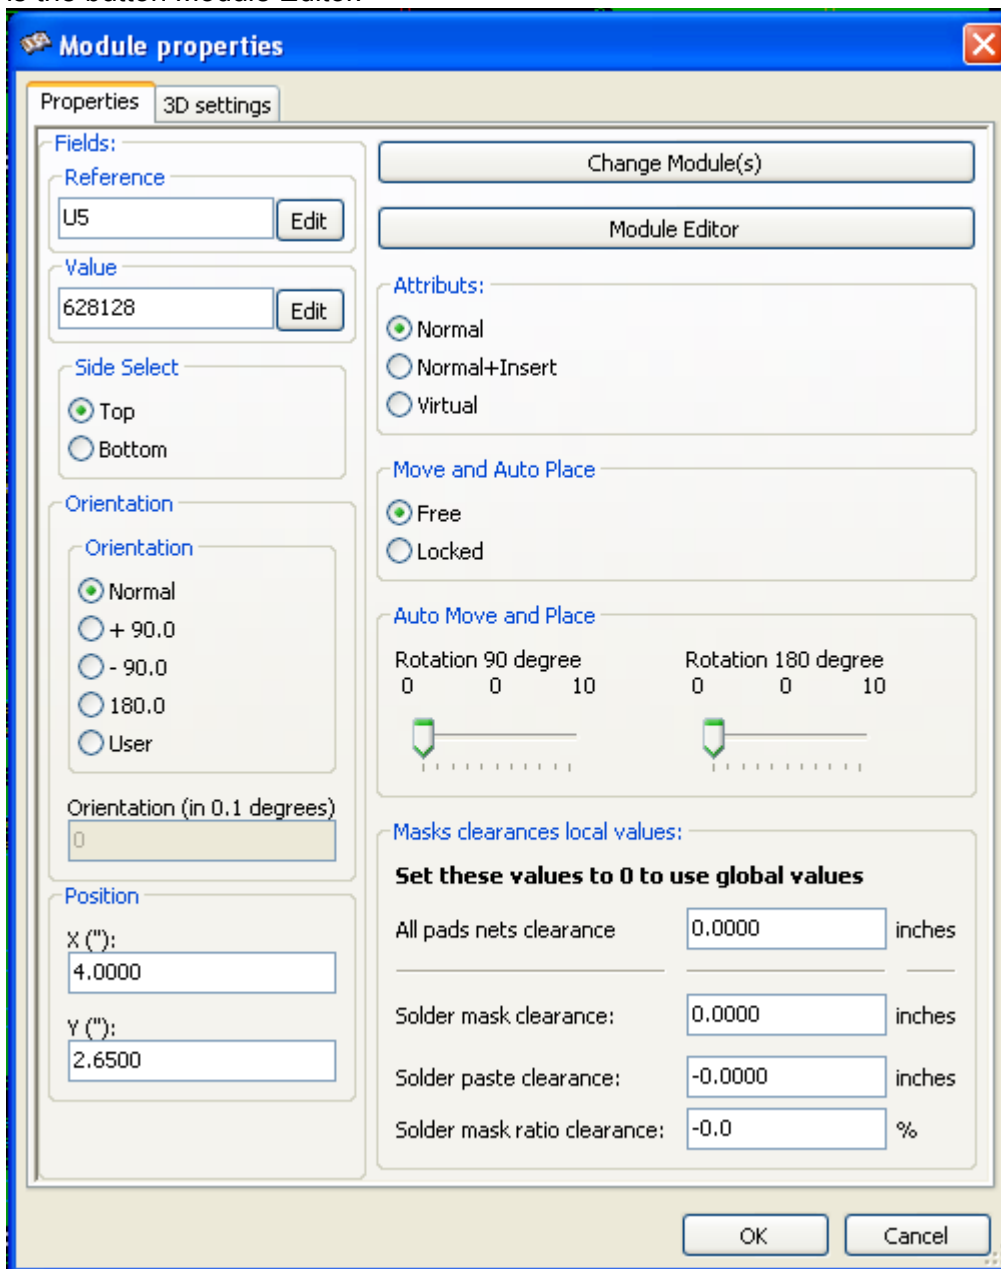 is the button Module Editor.
Module properties
Properties
3D settings
Fields:
Reference
U5
Edit
Value
628128
Edit
Side Select
Top
Bottom
Orientation
Orientation
Normal
+ 90.0
- 90.0
180.0
User
Orientation (in 0.1 degrees)
0
Position
X ("):
4.0000
Y ("):
2.6500
Change Module(s)
Module Editor
Attributs:
Normal
Normal+Insert
Virtual
Move and Auto Place
Free
Locked
Auto Move and Place
Rotation 90 degree
0 0 10
Rotation 180 degree
0 0 10
Masks clearances local values:
Set these values to 0 to use global values
All pads nets clearance 0.0000 inches
Solder mask clearance: 0.0000 inches
Solder paste clearance: -0.0000 inches
Solder mask ratio clearance: -0.0 %
OK
Cancel